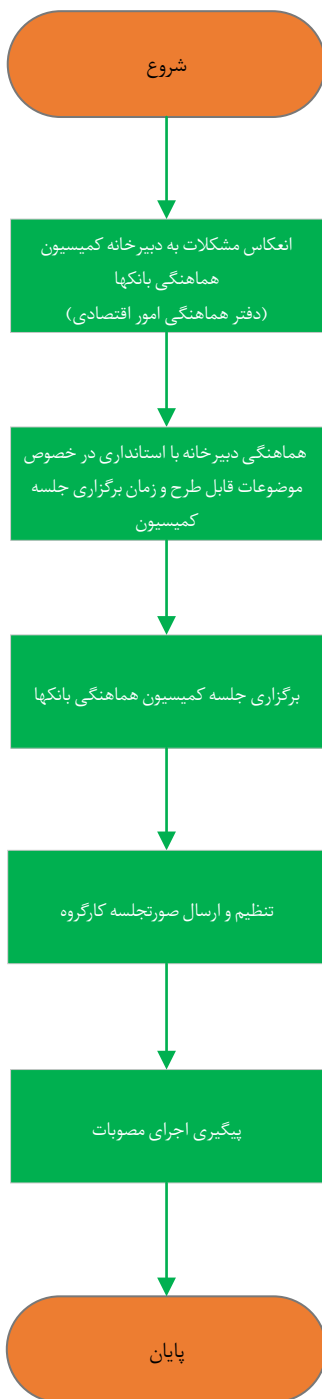 شروع
انعکاس مشکلات به دبیرخانه کمیسیون
هماهنگی بانکها
(دفتر هماهنگی امور اقتصادی)
هماهنگی دبیرخانه با استانداری در خصوص
موضوعات قابل طرح و زمان برگزاری جلسه
کمیسیون
برگزاری جلسه کمیسیون هماهنگی بانکها
تنظیم و ارسال صورتجلسه کارگروه
پیگیری اجرای مصوبات
پایان